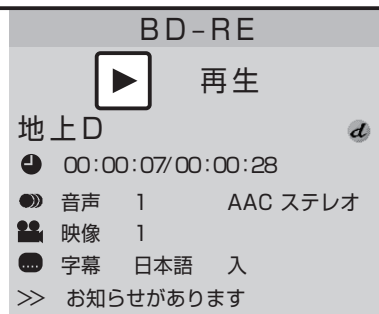 BD-RE
再生
地上D d
00:00:07/00:00:28
音声 1 AAC ステレオ
映像 1
字幕 日本語 入
>> お知らせがあります